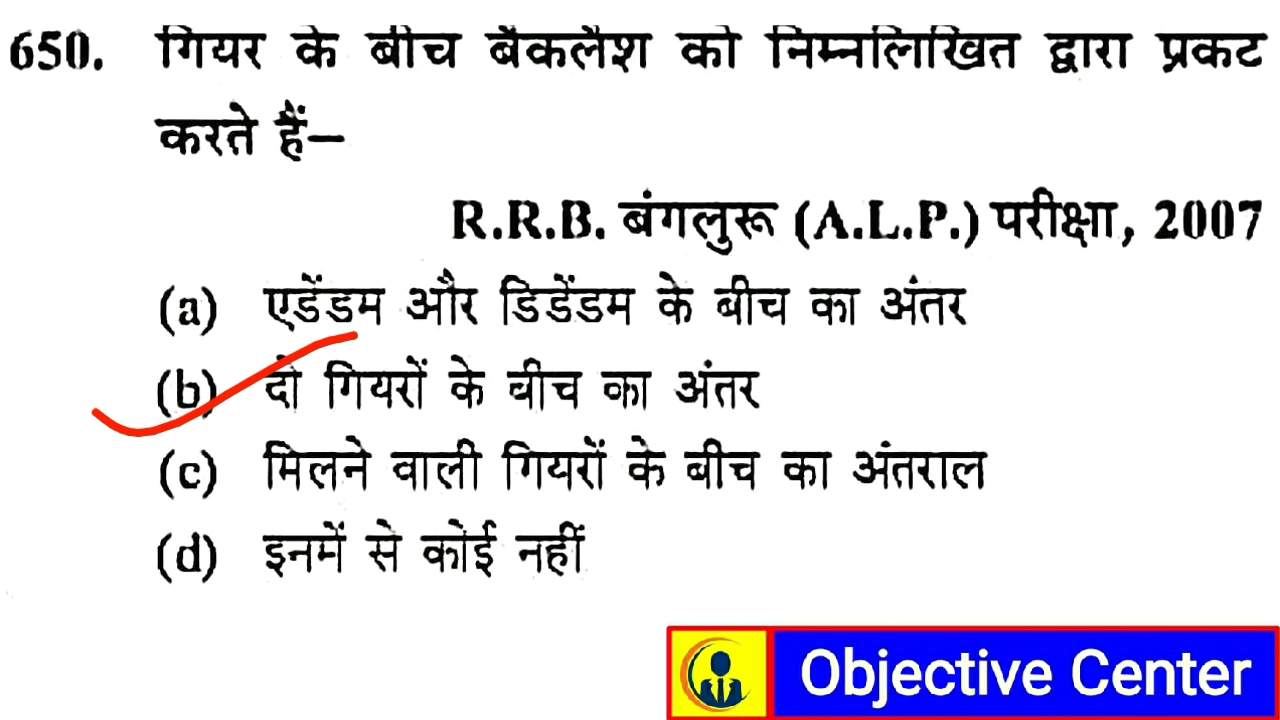 650. गियर के बीच बैकलैश को निम्नलिखित द्वारा प्रकट
करते हैं–
R.R.B. बंगलुरू (A.L.P.) परीक्षा, 2007
(a) एडेंडम और डिडेंडम के बीच का अंतर
(b) दो गियरों के बीच का अंतर
(c) मिलने वाली गियरों के बीच का अंतराल
(d) इनमें से कोई नहीं
Objective Center